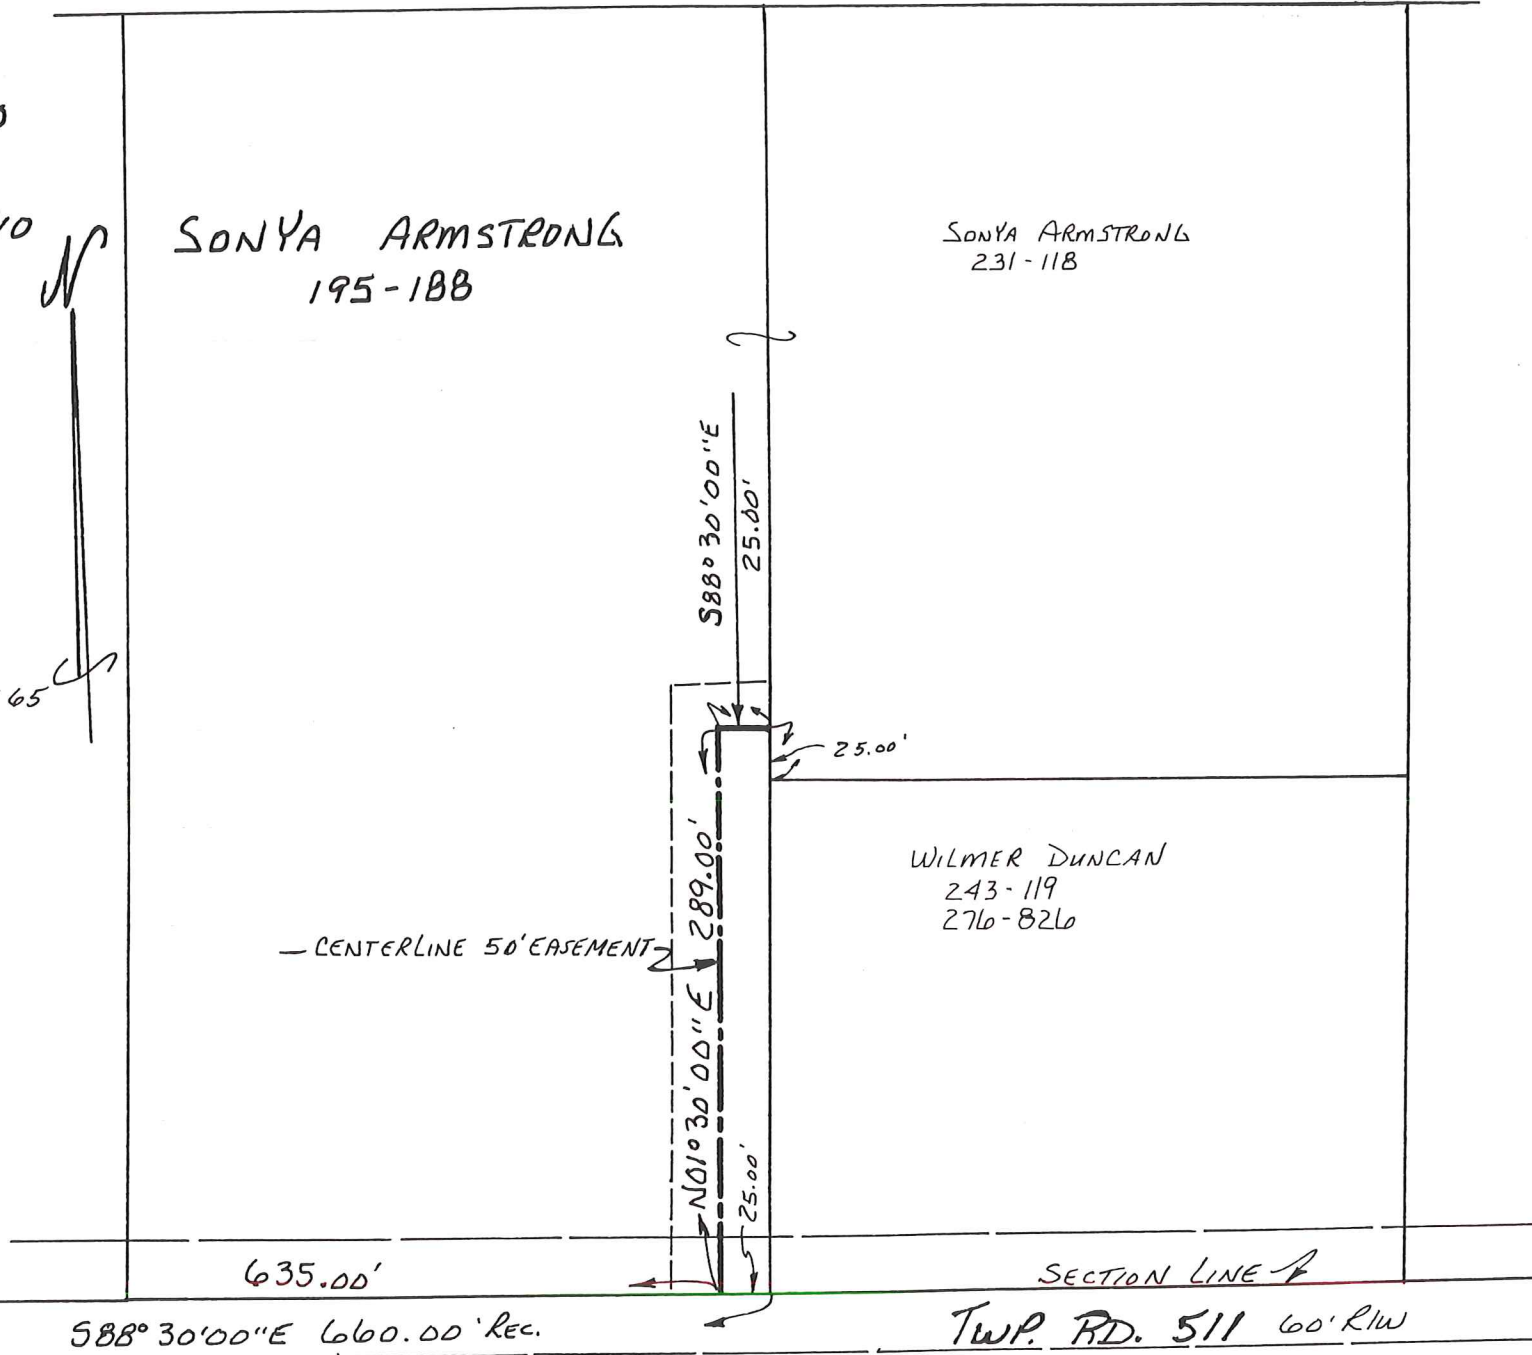 N
SONYA ARMSTRONG
195-188
SONYA ARMSTRONG
231-118
S88°30'00"E
25.00'
65
25.00'
WILMER DUNCAN
243-119
276-826
N01°30'00"E 289.00'
CENTERLINE 50' EASEMENT
25.00'
635.00'
SECTION LINE
S88°30'00"E 660.00' REC.
TWP. RD. 511 60' R/W